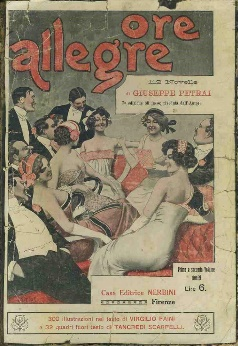 ore
allegre
di GIUSEPPE PETRAI
Lire 6.
Casa Editrice NERBINI
Firenze
300 illustrazioni nel testo di VIRGILIO FAINI
e 32 quadri fuori testo di TANCREDI SCARPELLI.